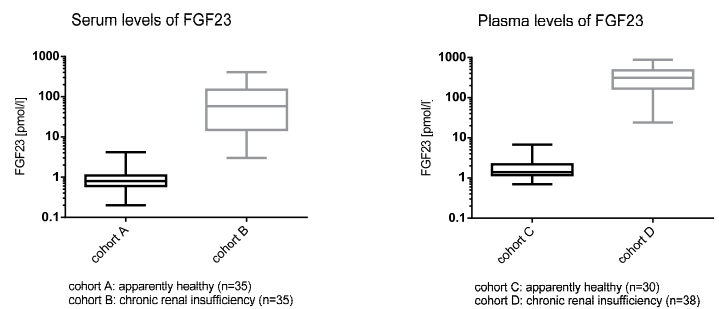 Serum levels of FGF23
1000
100
10
1
0.1
FGF23 [pmol/l]
cohort A
cohort B
cohort A: apparently healthy (n=35)
cohort B: chronic renal insufficiency (n=35)
Plasma levels of FGF23
1000
100
10
1
0.1
FGF23 [pmol/l]
cohort C
cohort D
cohort C: apparently healthy (n=30)
cohort D: chronic renal insufficiency (n=38)